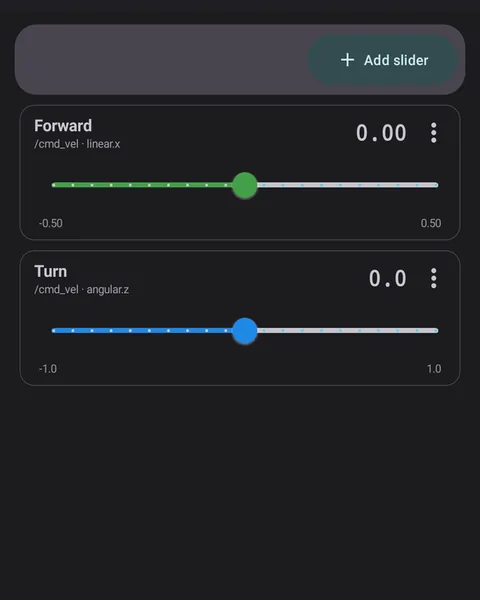 Add slider
Forward
0.00
/cmd_vel · linear.x
-0.50
0.50
Turn
0.0
/cmd_vel · angular.z
-1.0
1.0